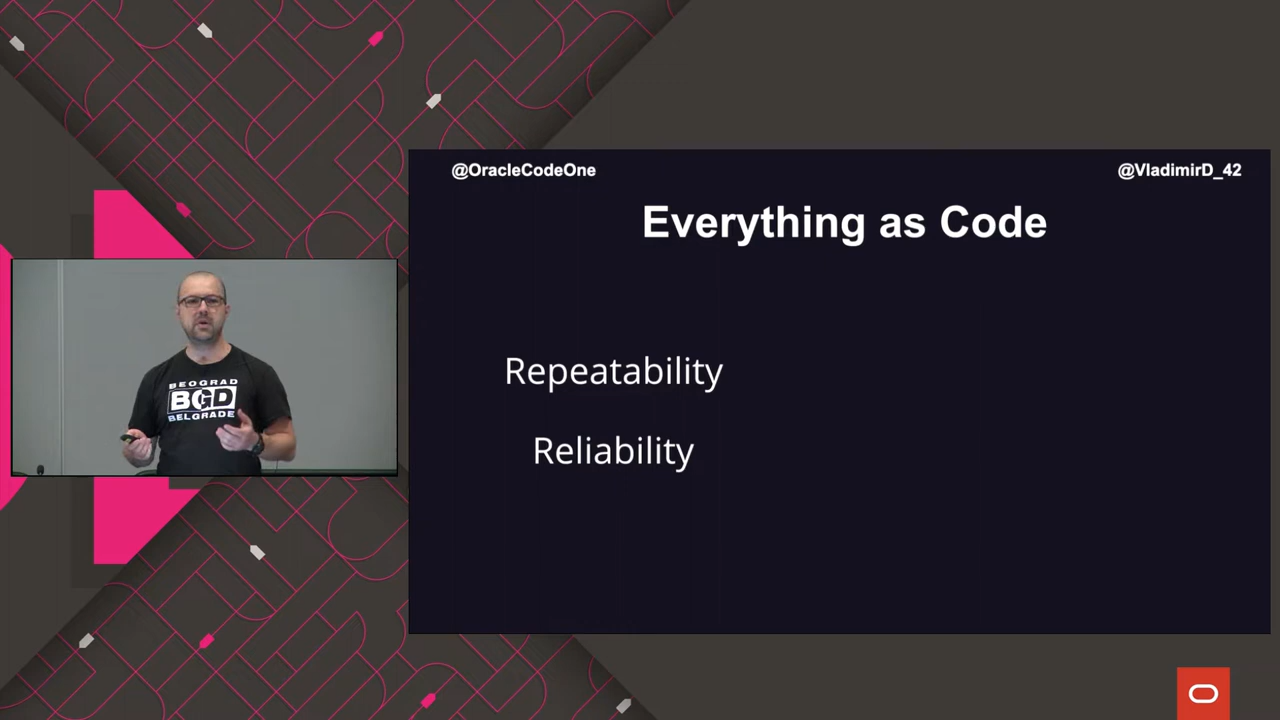 @OracleCodeOne
@VladimirD_42
Everything as Code
Repeatability
Reliability
BEOGRAD
BGD
BELGRADE